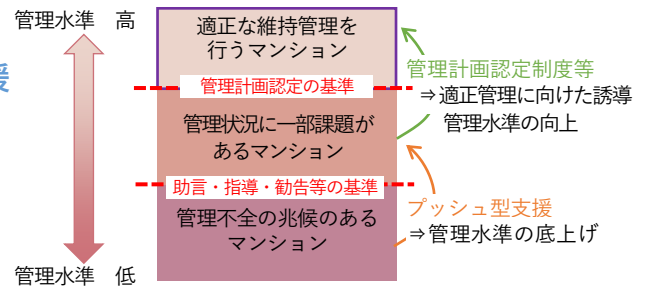 管理水準　高
適正な維持管理を
行うマンション
管理計画認定の基準
管理計画認定制度等
⇒適正管理に向けた誘導
管理水準の向上
援
管理状況に一部課題が
あるマンション
助言・指導・勧告等の基準
プッシュ型支援
⇒管理水準の底上げ
管理不全の兆候のある
マンション
管理水準　低